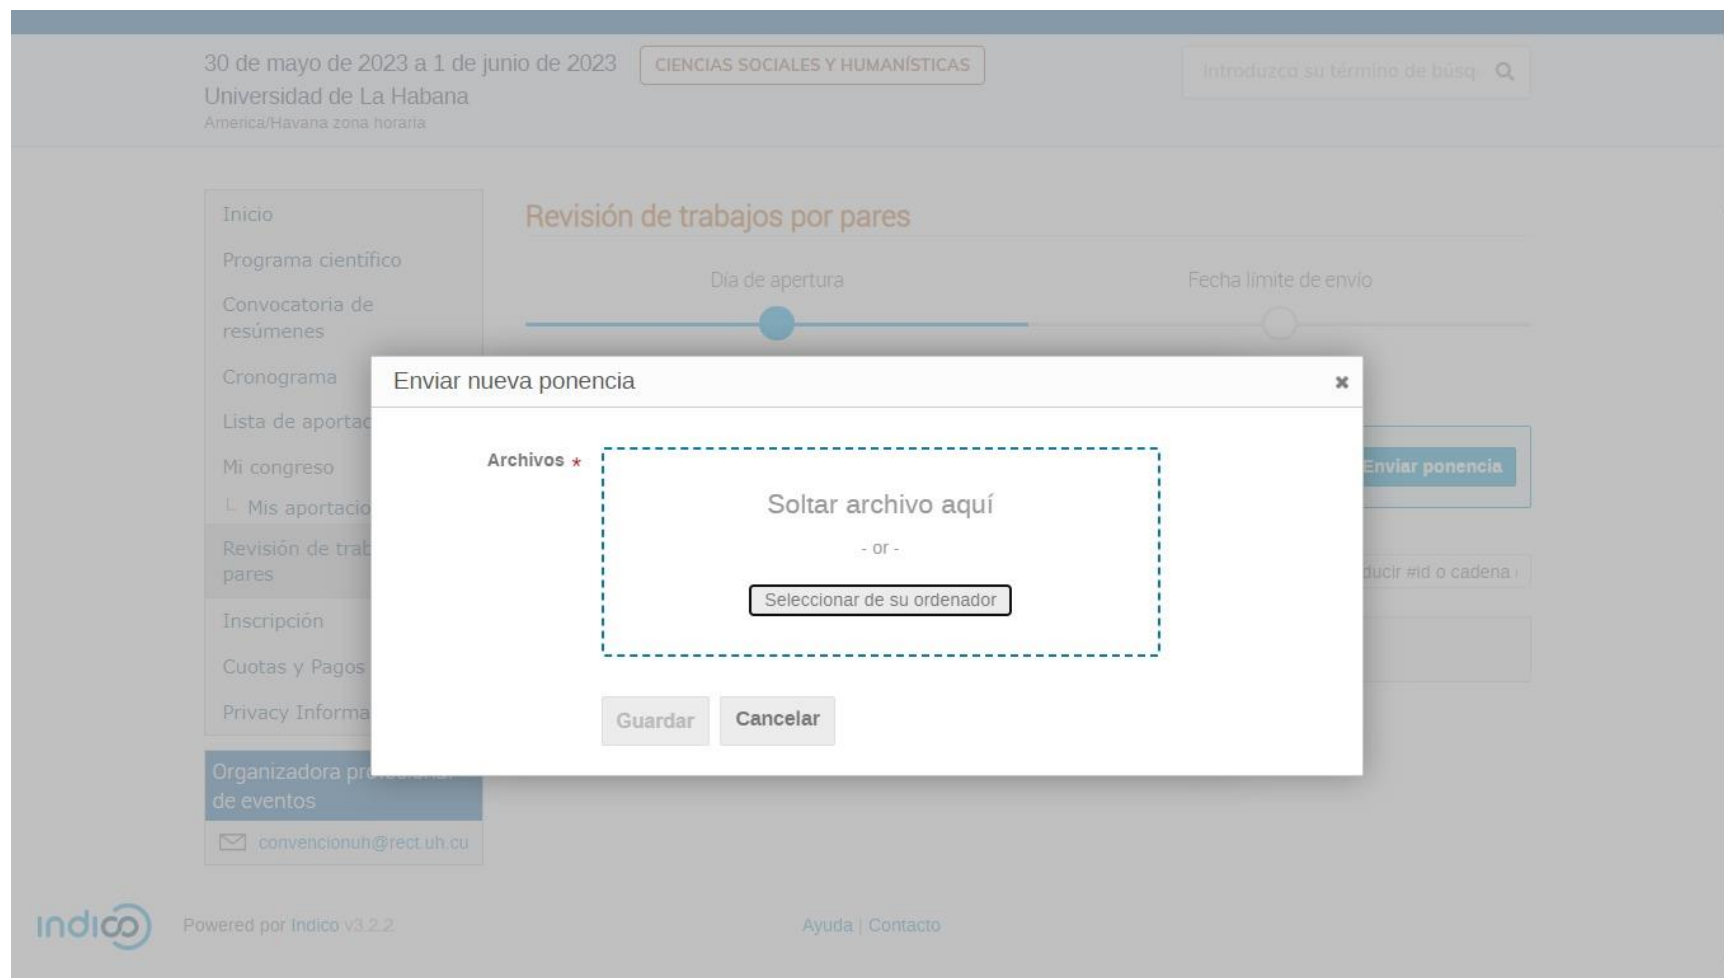 30 de mayo de 2023 a 1 de junio de 2023
CIENCIAS SOCIALES Y HUMANÍSTICAS
Introduzca su término de búsq
Universidad de La Habana
America/Havana zona horaria
Inicio
Programa científico
Convocatoria de
resúmenes
Cronograma
Lista de aportac
Mi congreso
Mis aportacio
Revisión de trab
pares
Inscripción
Cuotas y Pagos
Privacy Informa
Organizadora
de eventos
convencionuh@rect.uh.cu
Revisión de trabajos por pares
Día de apertura
Fecha límite de envío
Enviar ponencia
ducir #id o cadena
Enviar nueva ponencia
Archivos *
Soltar archivo aquí
- or -
Seleccionar de su ordenador
Guardar
Cancelar
indico
Powered por Indico v3.2.2
Ayuda | Contacto